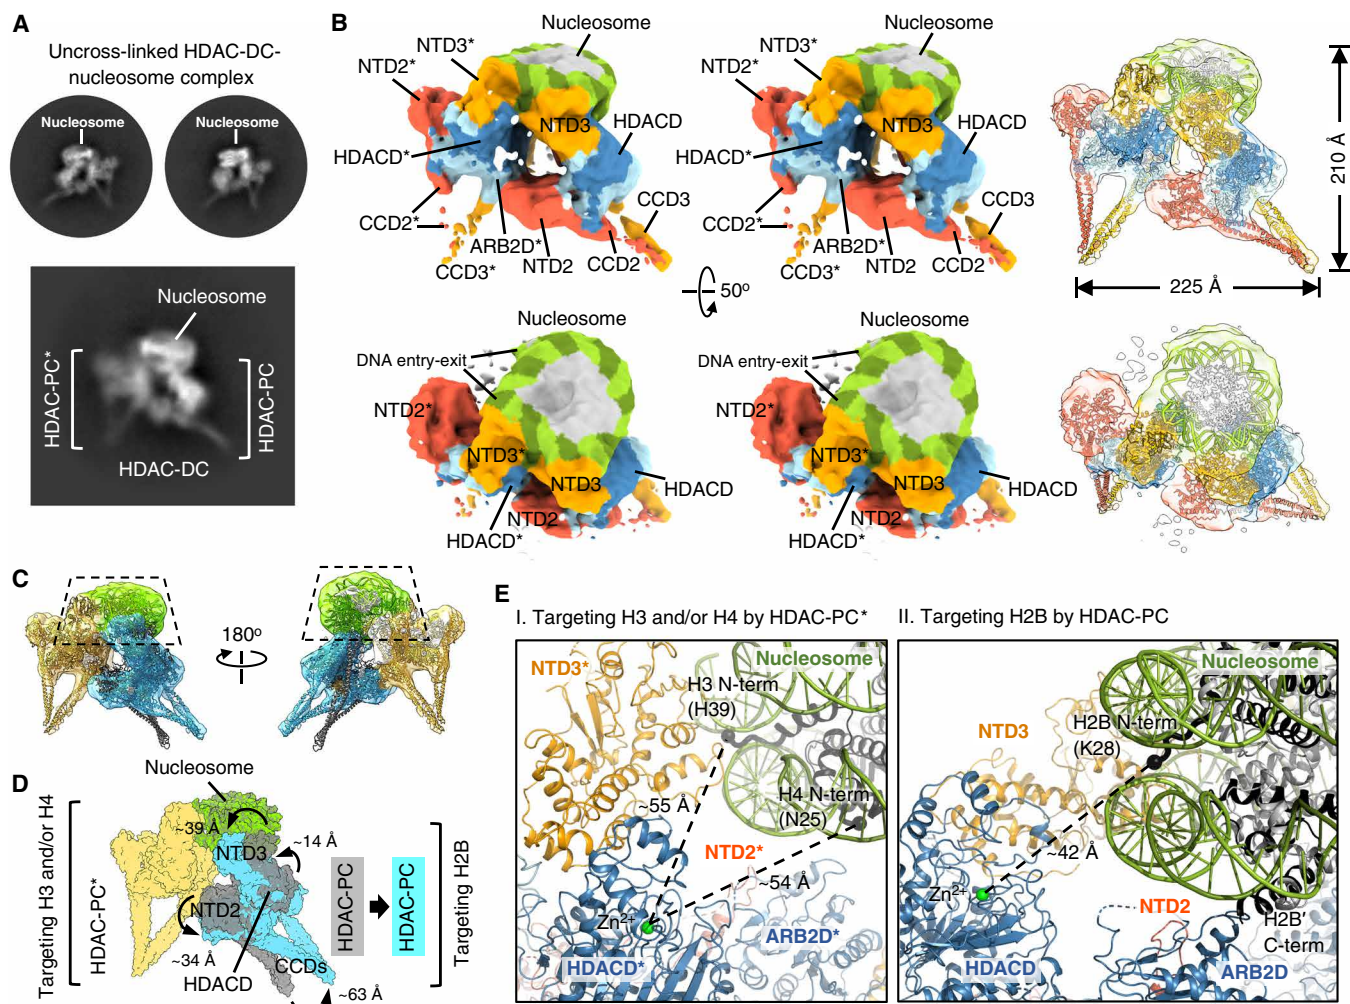 A
Uncross-linked HDAC-DC-
nucleosome complex
Nucleosome
Nucleosome
Nucleosome
HDAC-PC*
HDAC-PC
HDAC-DC
B
Nucleosome
NTD3*
NTD2*
NTD3
HDACD
HDACD*
CCD2*
CCD3
ARB2D*
CCD3*
NTD2
CCD2
Nucleosome
NTD3*
NTD2*
NTD3
HDACD
HDACD*
CCD2*
CCD3
ARB2D*
CCD3*
NTD2
CCD2
210 Å
225 Å
50º
Nucleosome
DNA entry-exit
NTD2*
NTD3*
NTD3
HDACD
NTD2
HDACD*
Nucleosome
DNA entry-exit
NTD2*
NTD3*
NTD3
HDACD
NTD2
HDACD*
C
180º
D
Nucleosome
Targeting H3 and/or H4
HDAC-PC*
~39 Å
NTD3
~14 Å
NTD2
~34 Å
HDACD
CCDs
~63 Å
HDAC-PC
HDAC-PC
Targeting H2B
E
I. Targeting H3 and/or H4 by HDAC-PC*
NTD3*
Nucleosome
H3 N-term
(H39)
H4 N-term
(N25)
~55 Å
NTD2*
~54 Å
Zn2+
ARB2D*
HDACD*
II. Targeting H2B by HDAC-PC
Nucleosome
NTD3
H2B N-term
(K28)
~42 Å
Zn2+
NTD2
H2B′
C-term
HDACD
ARB2D